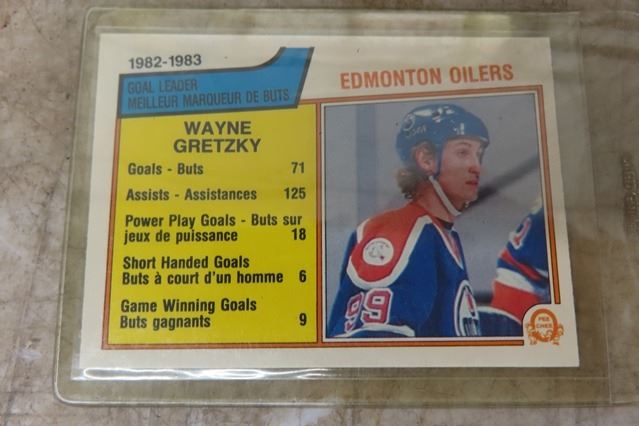 1982-1983
GOAL LEADER
MEILLEUR MARQUEUR DE BUTS
EDMONTON OILERS
WAYNE
GRETZKY
Goals - Buts 71
Assists - Assistances 125
Power Play Goals - Buts sur
jeux de puissance 18
Short Handed Goals
Buts à court d'un homme 6
Game Winning Goals
Buts gagnants 9
99
O
PEE
CHEE